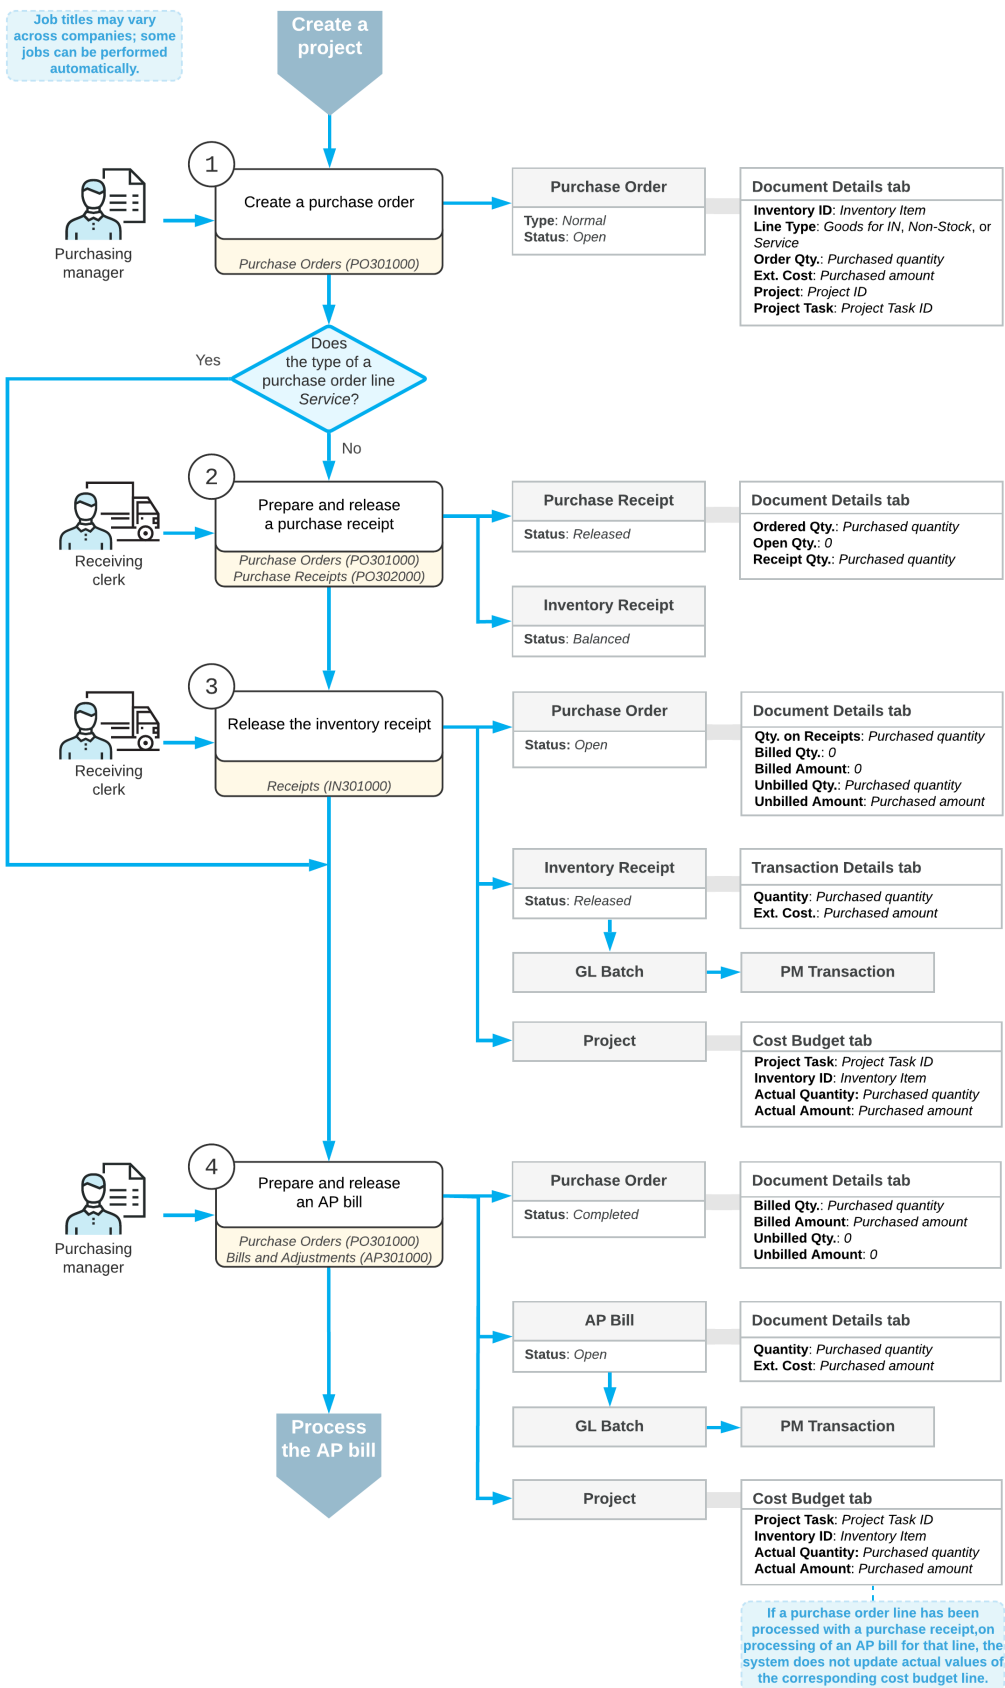 Job titles may vary
across companies; some
jobs can be performed
automatically.
Create a
project
1
Create a purchase order
Purchase Orders (PO301000)
Purchasing
manager
Purchase Order
Type: Normal
Status: Open
Document Details tab
Inventory ID: Inventory Item
Line Type: Goods for IN, Non-Stock, or
Service
Order Qty.: Purchased quantity
Ext. Cost: Purchased amount
Project: Project ID
Project Task: Project Task ID
Does
the type of a
purchase order line
Service?
Yes
No
2
Prepare and release
a purchase receipt
Purchase Orders (PO301000)
Purchase Receipts (PO302000)
Receiving
clerk
Purchase Receipt
Status: Released
Document Details tab
Ordered Qty.: Purchased quantity
Open Qty.: 0
Receipt Qty.: Purchased quantity
Inventory Receipt
Status: Balanced
3
Release the inventory receipt
Receipts (IN301000)
Receiving
clerk
Purchase Order
Status: Open
Document Details tab
Qty. on Receipts: Purchased quantity
Billed Qty.: 0
Billed Amount: 0
Unbilled Qty.: Purchased quantity
Unbilled Amount: Purchased amount
Inventory Receipt
Status: Released
Transaction Details tab
Quantity: Purchased quantity
Ext. Cost.: Purchased amount
GL Batch
PM Transaction
Project
Cost Budget tab
Project Task: Project Task ID
Inventory ID: Inventory Item
Actual Quantity: Purchased quantity
Actual Amount: Purchased amount
4
Prepare and release
an AP bill
Purchase Orders (PO301000)
Bills and Adjustments (AP301000)
Purchasing
manager
Purchase Order
Status: Completed
Document Details tab
Billed Qty.: Purchased quantity
Billed Amount: Purchased amount
Unbilled Qty.: 0
Unbilled Amount: 0
AP Bill
Status: Open
Document Details tab
Quantity: Purchased quantity
Ext. Cost: Purchased amount
GL Batch
PM Transaction
Process
the AP bill
Project
Cost Budget tab
Project Task: Project Task ID
Inventory ID: Inventory Item
Actual Quantity: Purchased quantity
Actual Amount: Purchased amount
If a purchase order line has been
processed with a purchase receipt,on
processing of an AP bill for that line, the
system does not update actual values of
the corresponding cost budget line.